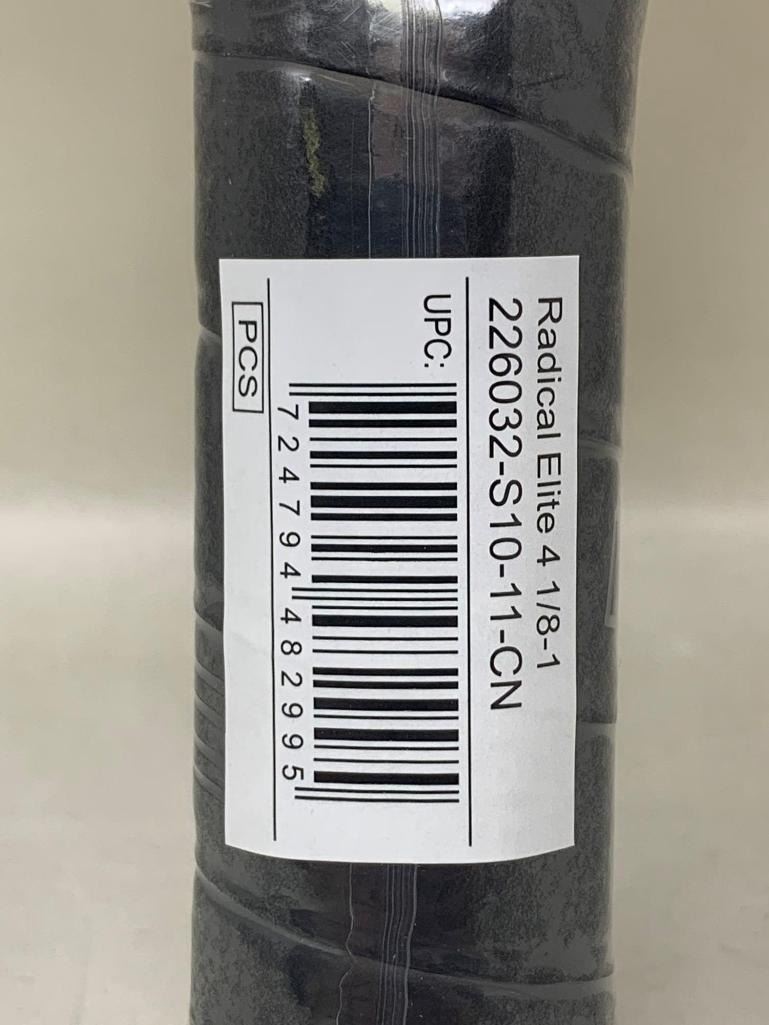 Radical Elite 4 1/8-1
226032-S10-11-CN
UPC:
7 24794 48299 5
PCS